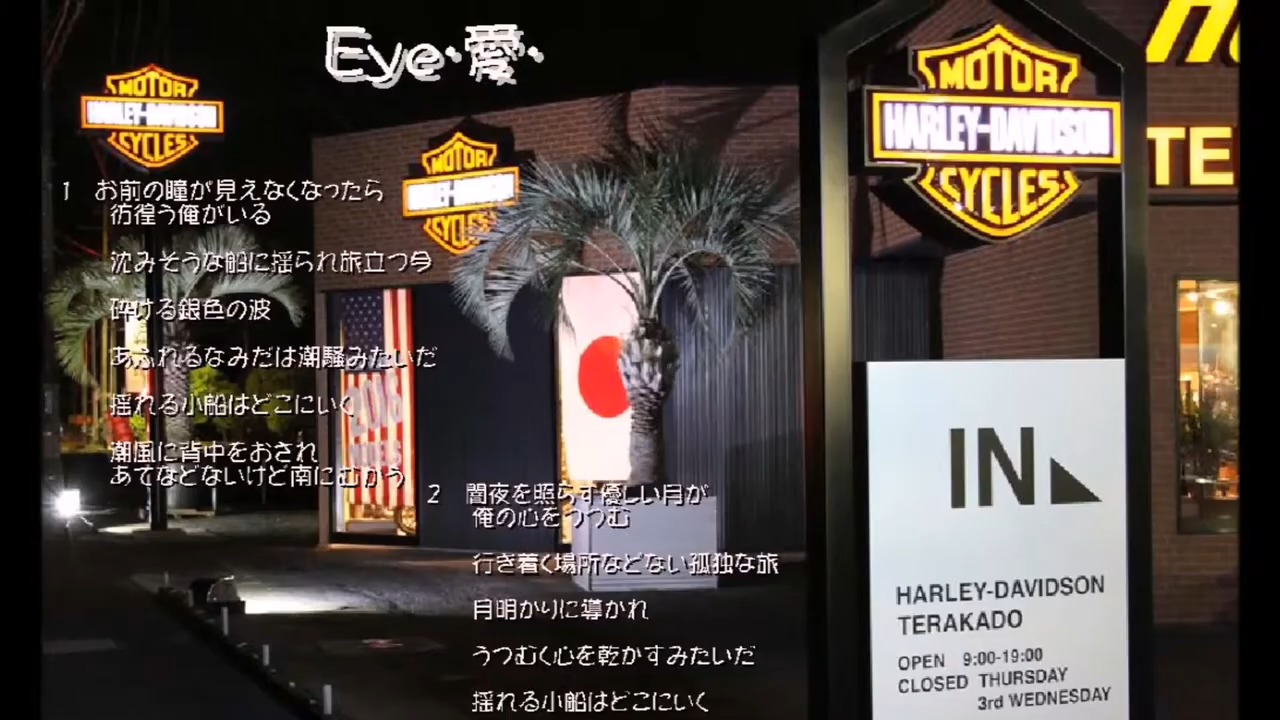 Eye・愛・
MOTOR
HARLEY-DAVIDSON
CYCLES
MOTOR
HARLEY-DAVIDSON
CYCLES
MOTOR
HARLEY-DAVIDSON
CYCLES
TE
1 お前の瞳が見えなくなったら
彷徨う俺がいる
沈みそうな船に揺られ旅立つ今
砕ける銀色の波
あふれるなみだは潮騒みたいだ
揺れる小船はどこにいく
潮風に背中をおされ
あてなどないけど南にむかう
2 闇夜を照らす優しい月が
俺の心をつつむ
行き着く場所などない孤独な旅
月明かりに導かれ
うつむく心を乾かすみたいだ
揺れる小船はどこにいく
IN
HARLEY-DAVIDSON
TERAKADO
OPEN 9:00-19:00
CLOSED THURSDAY
3rd WEDNESDAY